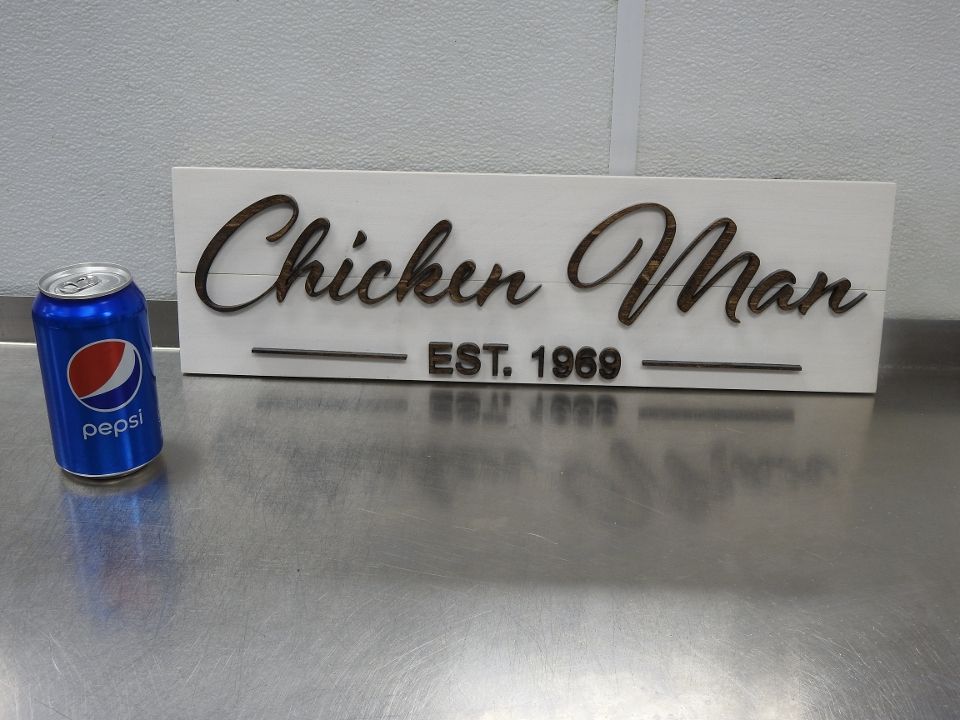 Chicken Man
EST. 1969
pepsi